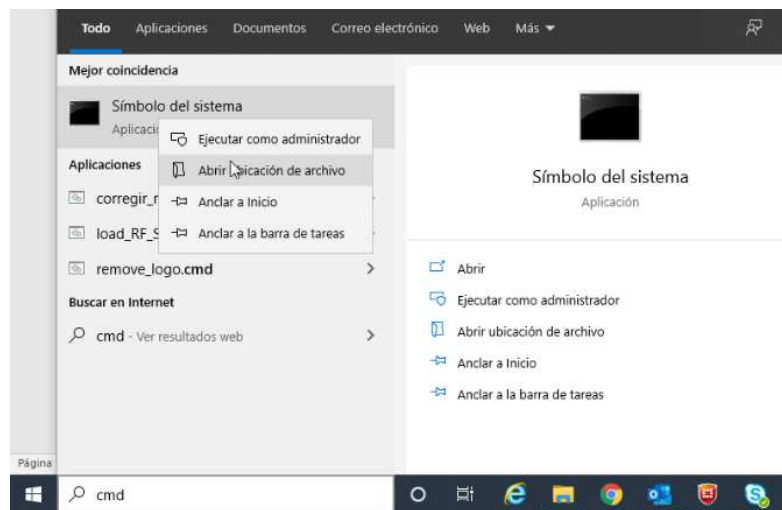 Todo Aplicaciones Documentos Correo electrónico Web Más
Mejor coincidencia
Símbolo del sistema
Ejecutar como administrador
Abrir ubicación de archivo
Anclar a Inicio
Anclar a la barra de tareas
Aplicaciones
remove_logo.cmd
Buscar en Internet
cmd - Ver resultados web
Símbolo del sistema
Aplicación
Abrir
Ejecutar como administrador
Abrir ubicación de archivo
Anclar a Inicio
Anclar a la barra de tareas
Página
cmd